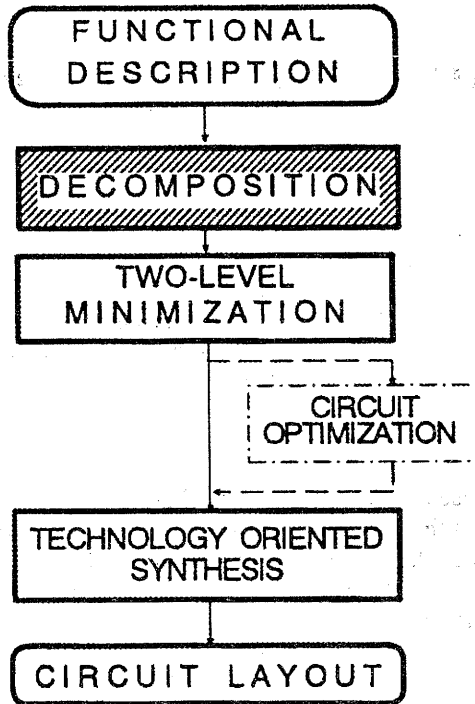 FUNCTIONAL
DESCRIPTION
DECOMPOSITION
TWO-LEVEL
MINIMIZATION
CIRCUIT
OPTIMIZATION
TECHNOLOGY ORIENTED
SYNTHESIS
CIRCUIT LAYOUT